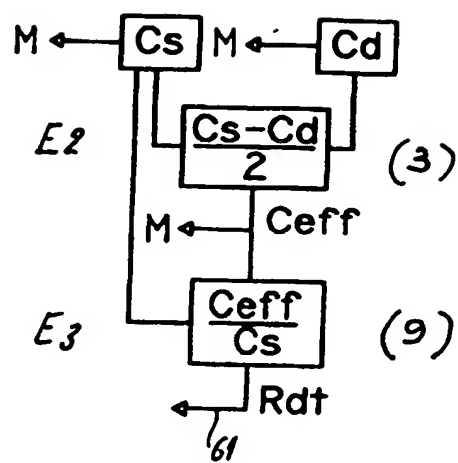 M Cs M Cd
E2 Cs-Cd (3)
2
M Ceff
E3 Ceff (9)
Cs
Rdt
61